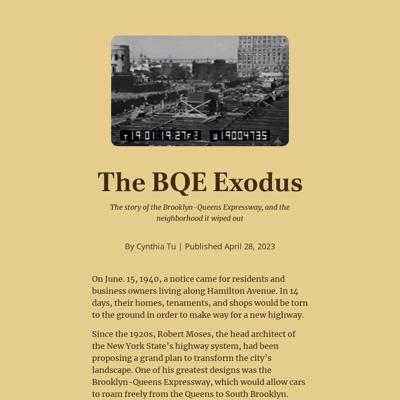 T 19:01:19:27F2 U 19004735
The BQE Exodus
The story of the Brooklyn-Queens Expressway, and the
neighborhood it wiped out
By Cynthia Tu | Published April 28, 2023
On June. 15, 1940, a notice came for residents and
business owners living along Hamilton Avenue. In 14
days, their homes, tenaments, and shops would be torn
to the ground in order to make way for a new highway.
Since the 1920s, Robert Moses, the head architect of
the New York State's highway system, had been
proposing a grand plan to transform the city's
landscape. One of his greatest designs was the
Brooklyn-Queens Expressway, which would allow cars
to roam freely from the Queens to South Brooklyn.